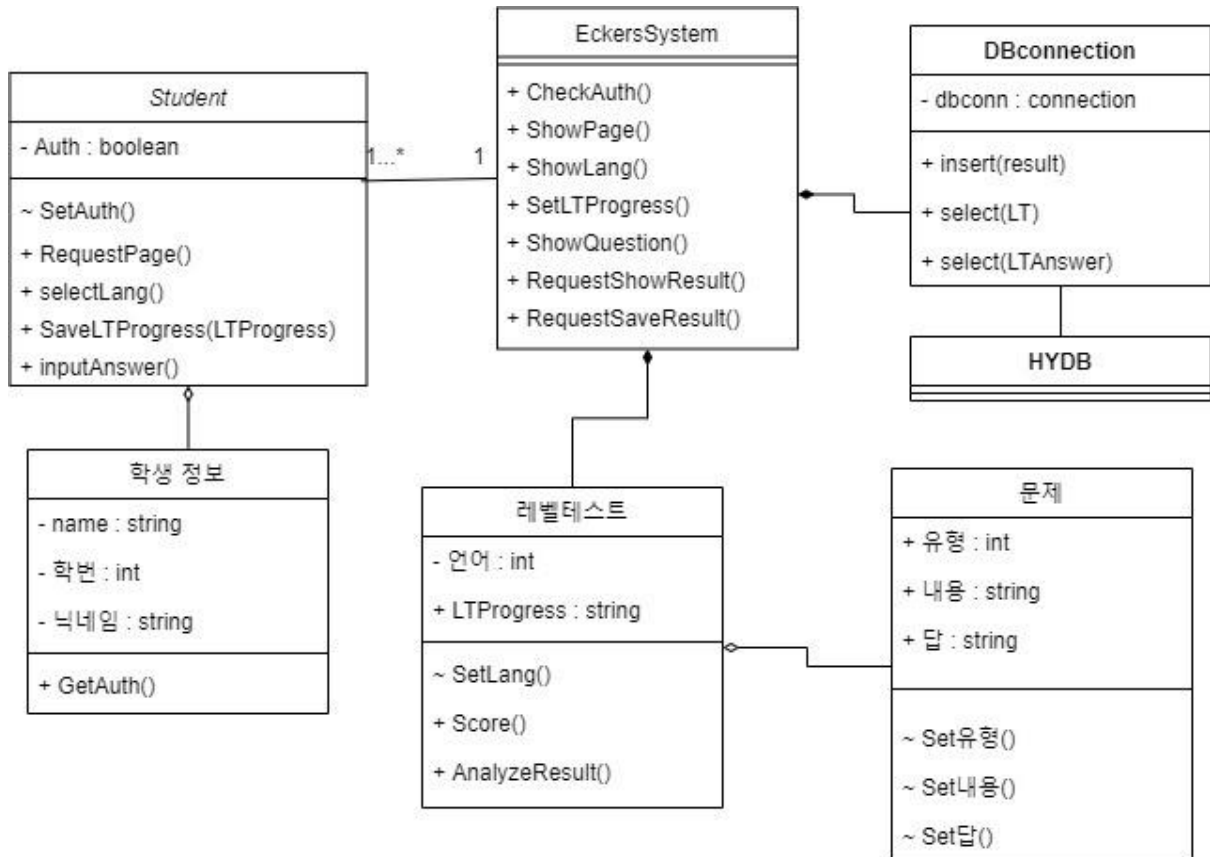 Student
- Auth : boolean
~ SetAuth()
+ RequestPage()
+ selectLang()
+ SaveLTProgress(LTProgress)
+ inputAnswer()
1...*
1
EckersSystem
+ CheckAuth()
+ ShowPage()
+ ShowLang()
+ SetLTProgress()
+ ShowQuestion()
+ RequestShowResult()
+ RequestSaveResult()
DBconnection
- dbconn : connection
+ insert(result)
+ select(LT)
+ select(LTAnswer)
HYDB
학생 정보
- name : string
- 학번 : int
- 닉네임 : string
+ GetAuth()
레벨테스트
- 언어 : int
+ LTProgress : string
~ SetLang()
+ Score()
+ AnalyzeResult()
문제
+ 유형 : int
+ 내용 : string
+ 답 : string
~ Set유형()
~ Set내용()
~ Set답()